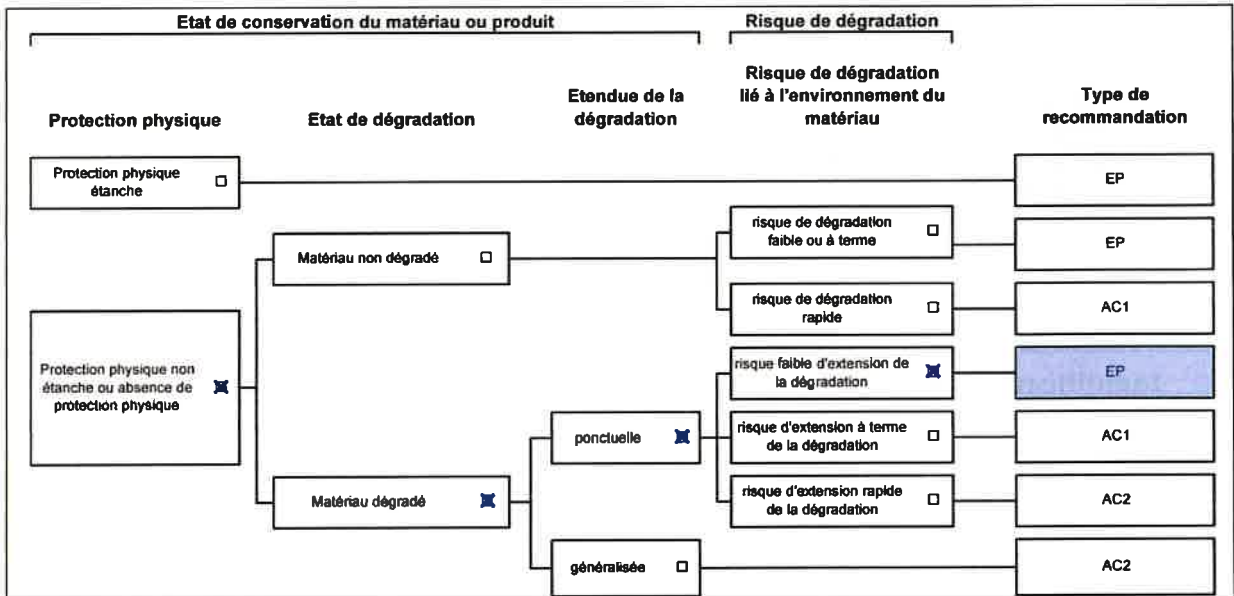 Etat de conservation du matériau ou produit
Risque de dégradation
Protection physique
Etat de dégradation
Etendue de la
dégradation
Risque de dégradation
lié à l'environnement du
matériau
Type de
recommandation
Protection physique
étanche
EP
Matériau non dégradé
risque de dégradation
faible ou à terme
EP
risque de dégradation
rapide
AC1
Protection physique non
étanche ou absence de
protection physique
risque faible d'extension de
la dégradation
EP
ponctuelle
risque d'extension à terme
de la dégradation
AC1
Matériau dégradé
risque d'extension rapide
de la dégradation
AC2
généralisée
AC2